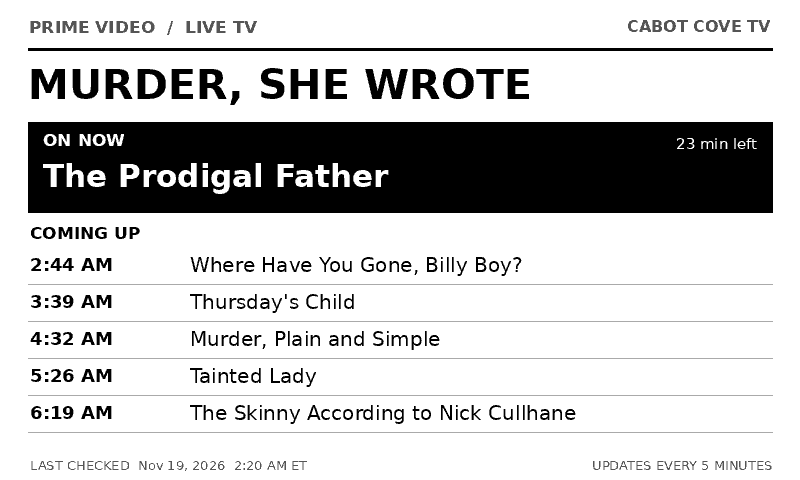 PRIME VIDEO / LIVE TV
CABOT COVE TV
MURDER, SHE WROTE
ON NOW
23 min left
The Prodigal Father
COMING UP
2:44 AM Where Have You Gone, Billy Boy?
3:39 AM Thursday's Child
4:32 AM Murder, Plain and Simple
5:26 AM Tainted Lady
6:19 AM The Skinny According to Nick Cullhane
LAST CHECKED Nov 19, 2026 2:20 AM ET
UPDATES EVERY 5 MINUTES